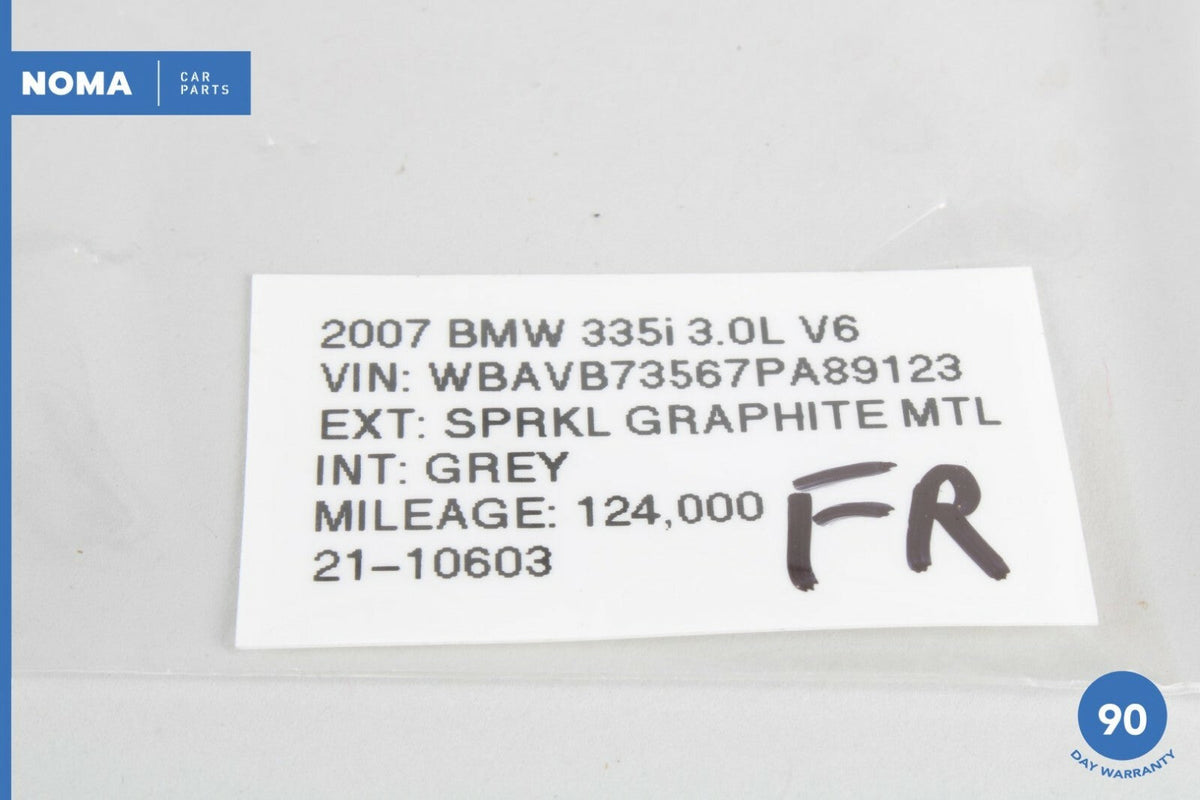 NOMA
CAR
PARTS
2007 BMW 335i 3.0L V6
VIN: WBAVB73567PA89123
EXT: SPRKL GRAPHITE MTL
INT: GREY
MILEAGE: 124,000
21-10603
FR
90
DAY WARRANTY